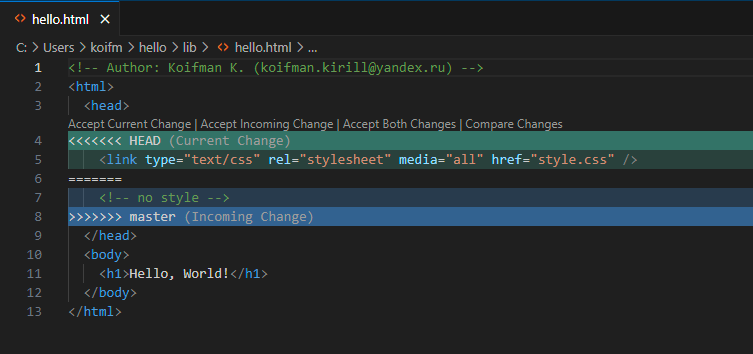 <> hello.html ×
C: > Users > koifm > hello > lib > <> hello.html > ...
1 <!-- Author: Koifman K. (koifman.kirill@yandex.ru) -->
2 <html>
3 <head>
Accept Current Change | Accept Incoming Change | Accept Both Changes | Compare Changes
4 <<<<<<< HEAD (Current Change)
5 <link type="text/css" rel="stylesheet" media="all" href="style.css" />
6 =======
7 <!-- no style -->
8 >>>>>>> master (Incoming Change)
9 </head>
10 <body>
11 <h1>Hello, World!</h1>
12 </body>
13 </html>